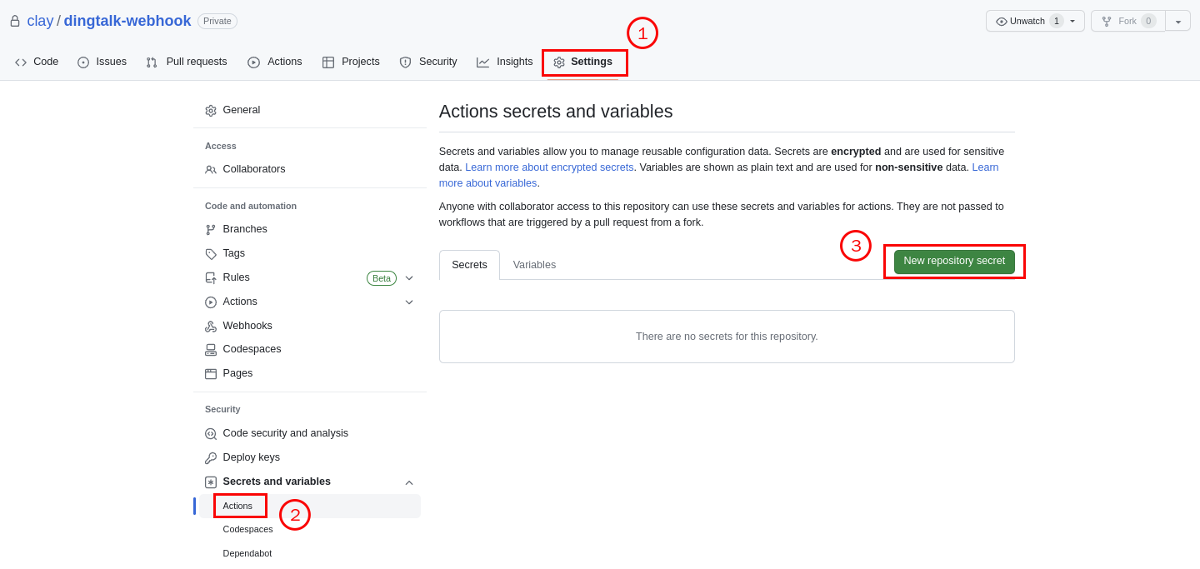 clay / dingtalk-webhook Private
Unwatch 1
Fork 0
1
Code Issues Pull requests Actions Projects Security Insights Settings
General
Access
Collaborators
Code and automation
Branches
Tags
Rules Beta
Actions
Webhooks
Codespaces
Pages
Security
Code security and analysis
Deploy keys
Secrets and variables
Actions
2
Codespaces
Dependabot
Actions secrets and variables
Secrets and variables allow you to manage reusable configuration data. Secrets are encrypted and are used for sensitive
data. Learn more about encrypted secrets. Variables are shown as plain text and are used for non-sensitive data. Learn
more about variables.
Anyone with collaborator access to this repository can use these secrets and variables for actions. They are not passed to
workflows that are triggered by a pull request from a fork.
3
Secrets Variables New repository secret
There are no secrets for this repository.